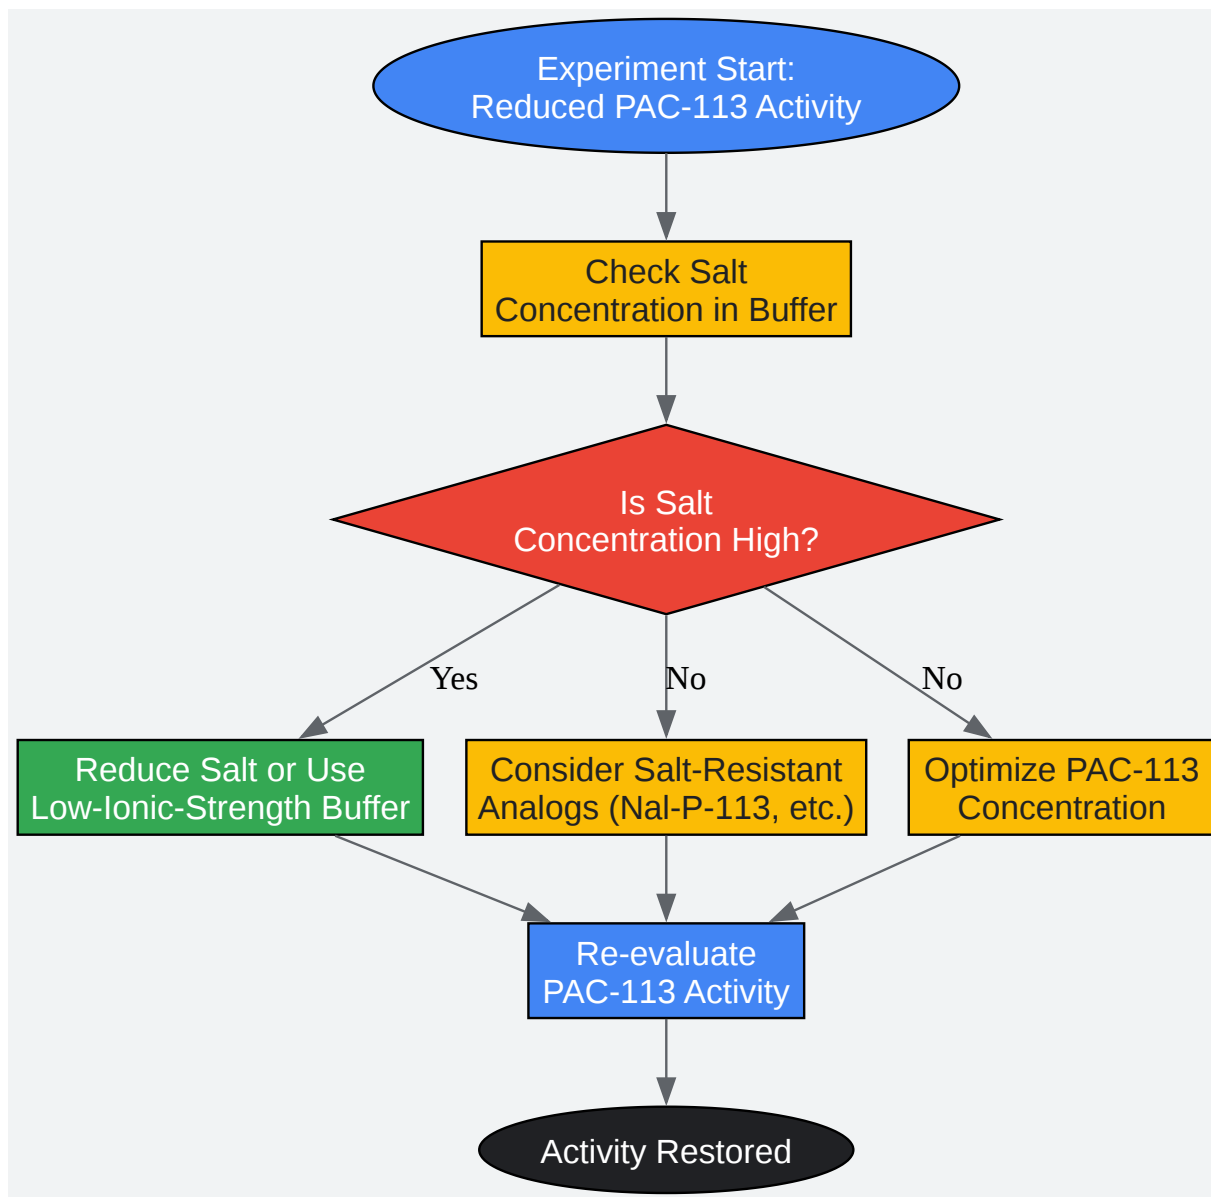 Experiment Start:
Reduced PAC-113 Activity
Check Salt
Concentration in Buffer
Is Salt
Concentration High?
Yes
No
No
Reduce Salt or Use
Low-Ionic-Strength Buffer
Consider Salt-Resistant
Analogs (Nal-P-113, etc.)
Optimize PAC-113
Concentration
Re-evaluate
PAC-113 Activity
Activity Restored